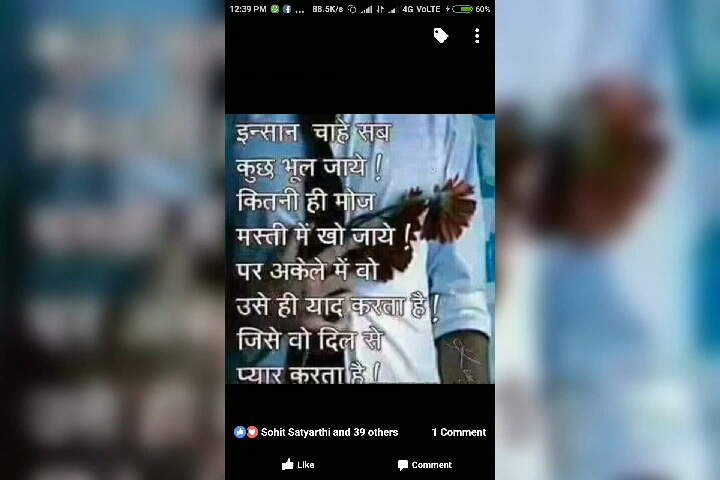 12:39 PM ... 88.5K/s 4G VoLTE 60%
इन्सान चाहे सब
कुछ भूल जाये !
कितनी ही मोज
मस्ती में खो जाये !
पर अकेले में वो
उसे ही याद करता है !
जिसे वो दिल से
प्यार करता है !
Sohit Satyarthi and 39 others 1 Comment
Like Comment